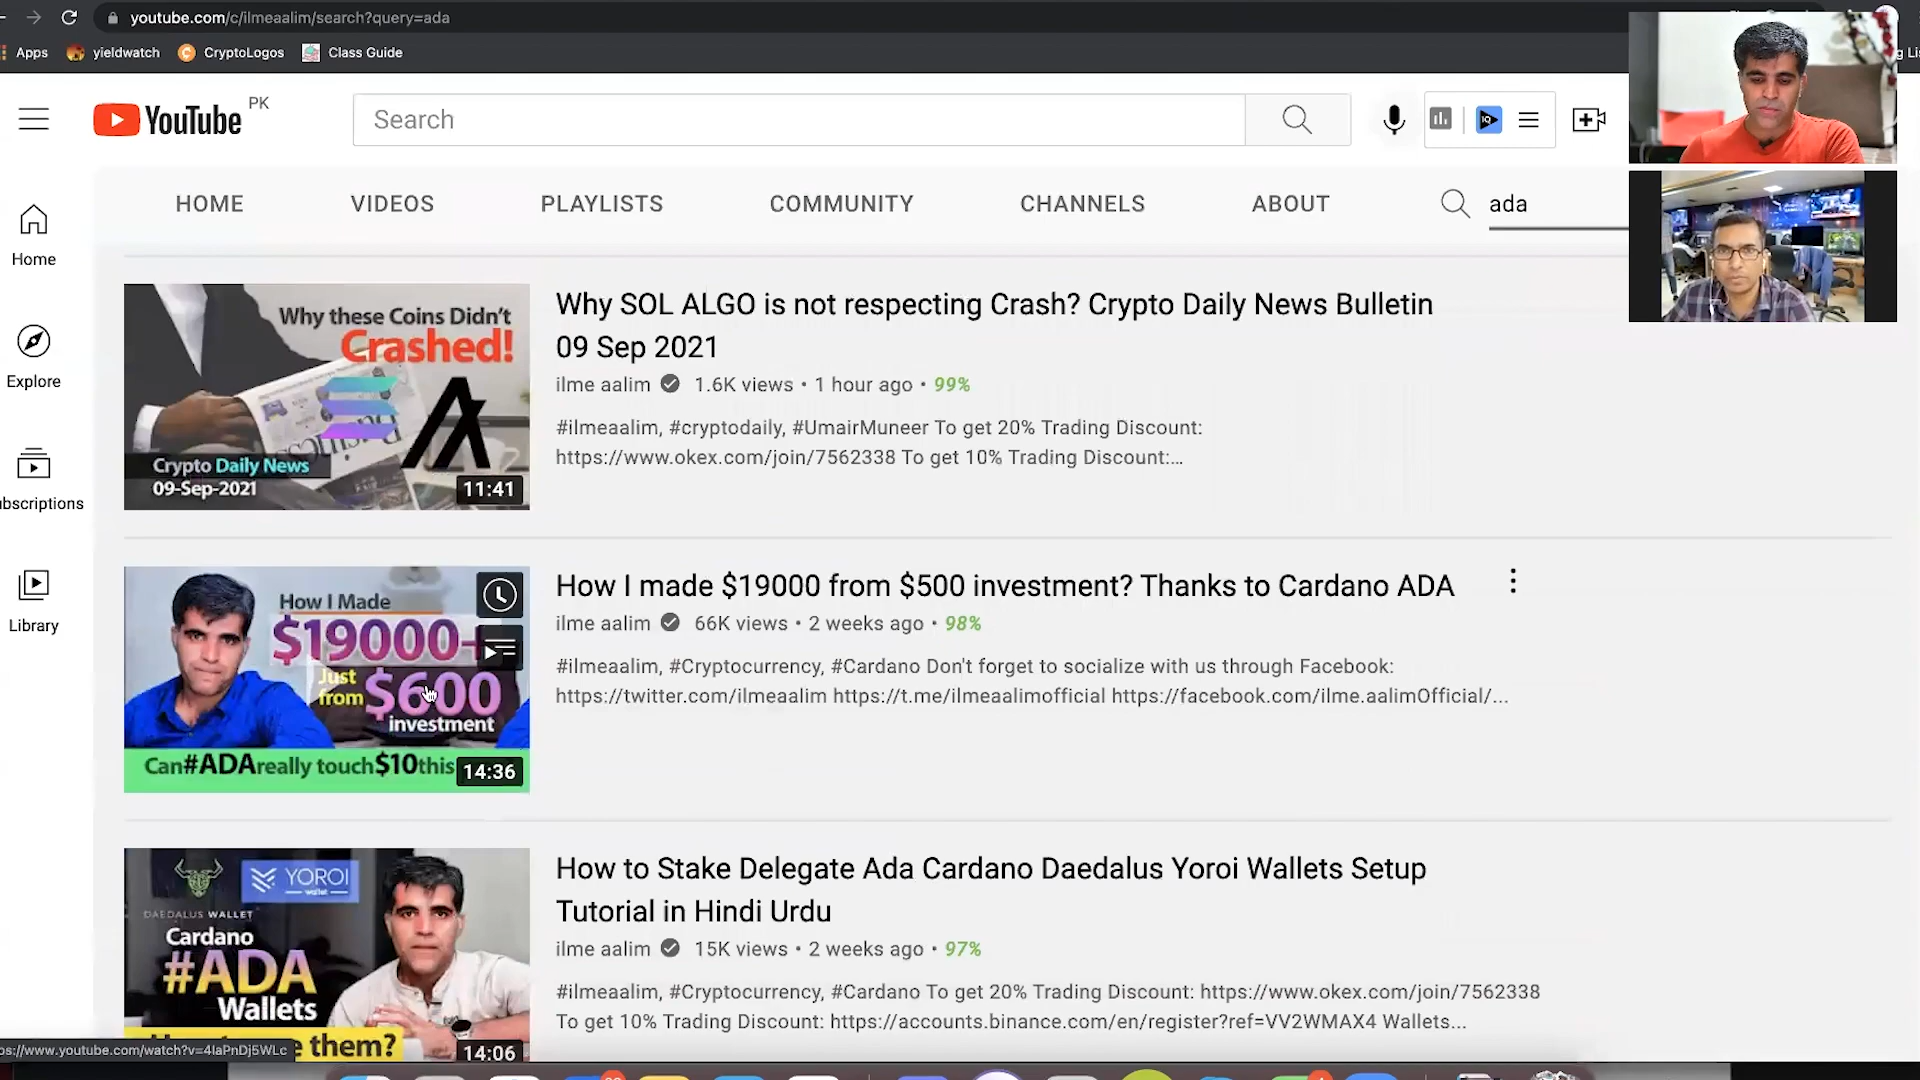 youtube.com/c/ilmeaalim/search?query=ada
Apps yieldwatch CryptoLogos Class Guide
YouTube PK
Search
HOME VIDEOS PLAYLISTS COMMUNITY CHANNELS ABOUT ada
Home
Explore
bscriptions
Library
Why these Coins Didn't
Crashed!
Crypto Daily News
09-Sep-2021
11:41
Why SOL ALGO is not respecting Crash? Crypto Daily News Bulletin
09 Sep 2021
ilme aalim 1.6K views • 1 hour ago • 99%
#ilmeaalim, #cryptodaily, #UmairMuneer To get 20% Trading Discount:
https://www.okex.com/join/7562338 To get 10% Trading Discount:...
How I Made
$19000+
Just
from $600
investment
Can #ADA really touch $10 this
14:36
How I made $19000 from $500 investment? Thanks to Cardano ADA
ilme aalim 66K views • 2 weeks ago • 98%
#ilmeaalim, #Cryptocurrency, #Cardano Don't forget to socialize with us through Facebook:
https://twitter.com/ilmeaalim https://t.me/ilmeaalimofficial https://facebook.com/ilme.aalimOfficial/...
YOROI
wallet
DAEDALUS WALLET
Cardano
#ADA
Wallets
e them?
14:06
How to Stake Delegate Ada Cardano Daedalus Yoroi Wallets Setup
Tutorial in Hindi Urdu
ilme aalim 15K views • 2 weeks ago • 97%
#ilmeaalim, #Cryptocurrency, #Cardano To get 20% Trading Discount: https://www.okex.com/join/7562338
To get 10% Trading Discount: https://accounts.binance.com/en/register?ref=VV2WMAX4 Wallets...
ps://www.youtube.com/watch?v=4IaPnDj5WLc